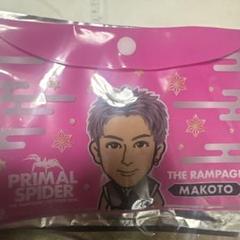 PRIMAL
SPIDER
THE RAMPAGE
MAKOTO